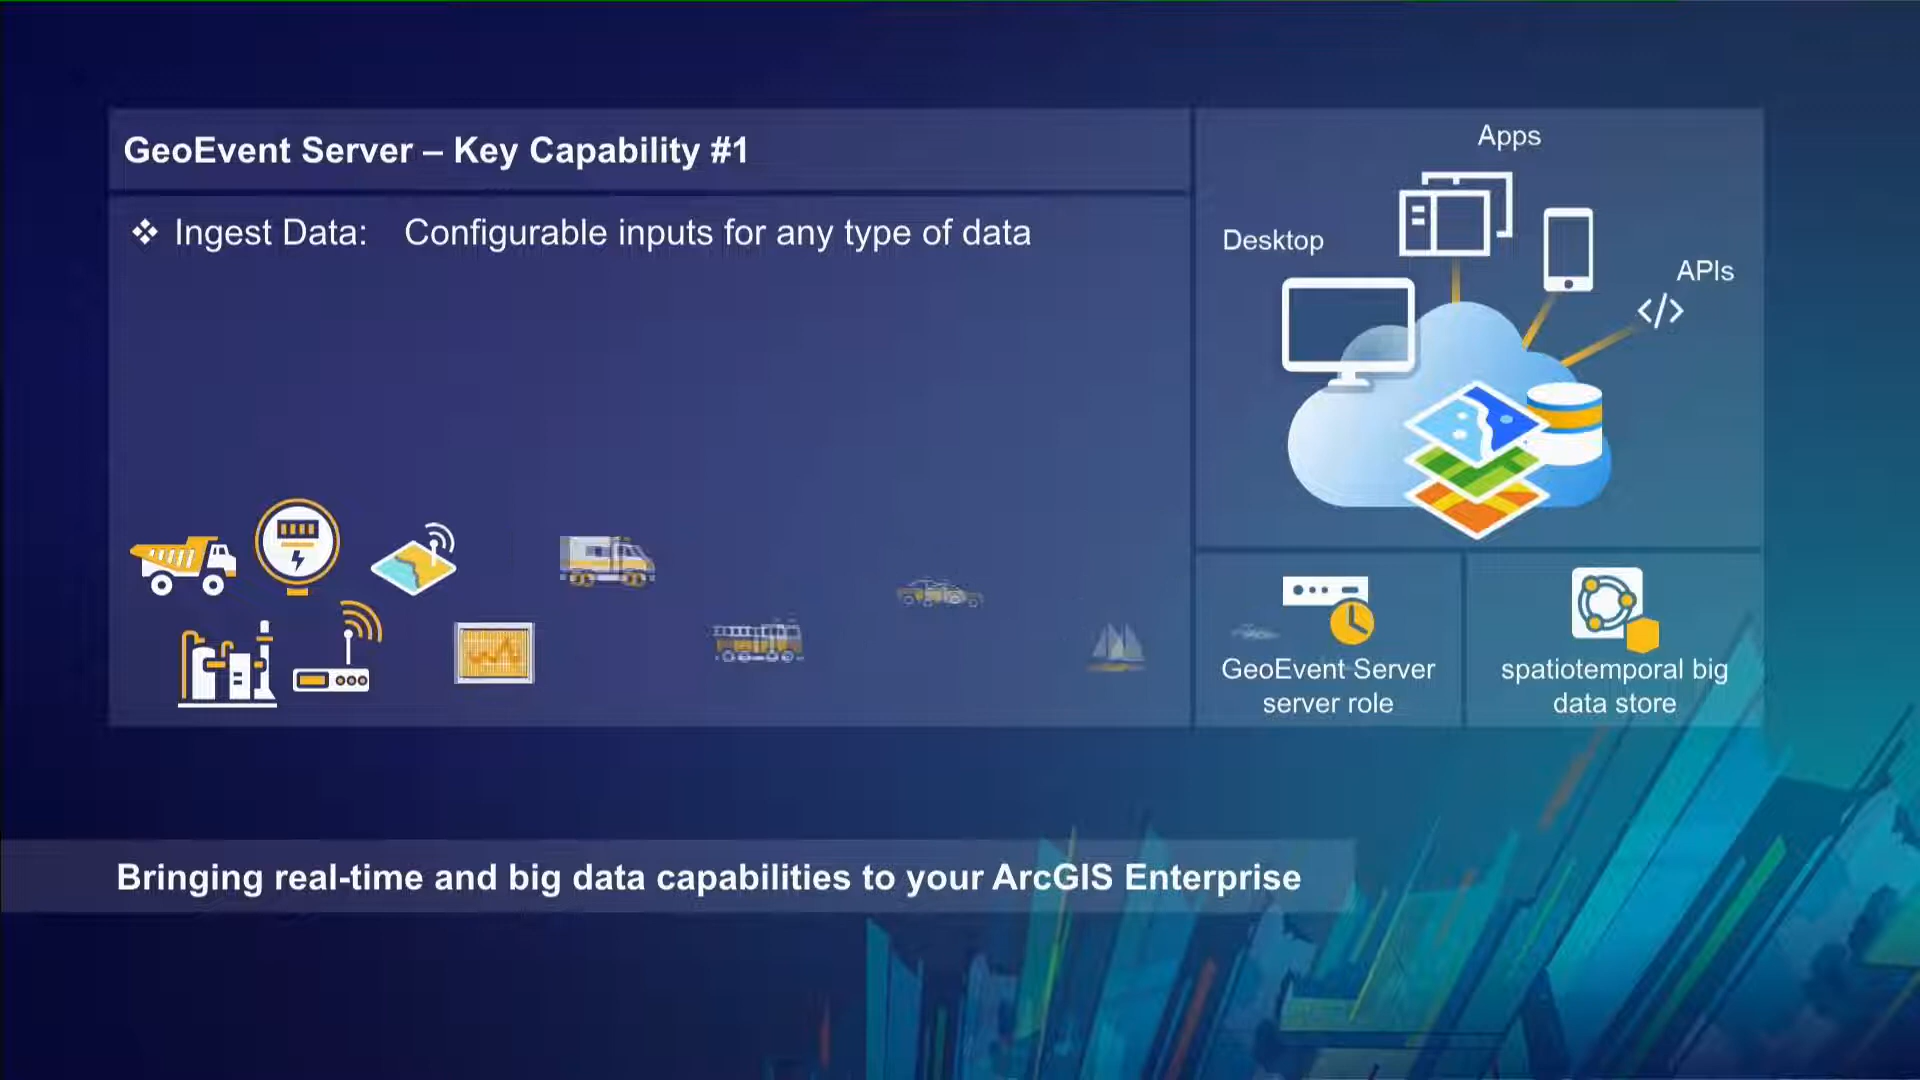 GeoEvent Server – Key Capability #1
❖ Ingest Data: Configurable inputs for any type of data
Apps
Desktop
APIs
</>
GeoEvent Server
server role
spatiotemporal big
data store
Bringing real-time and big data capabilities to your ArcGIS Enterprise